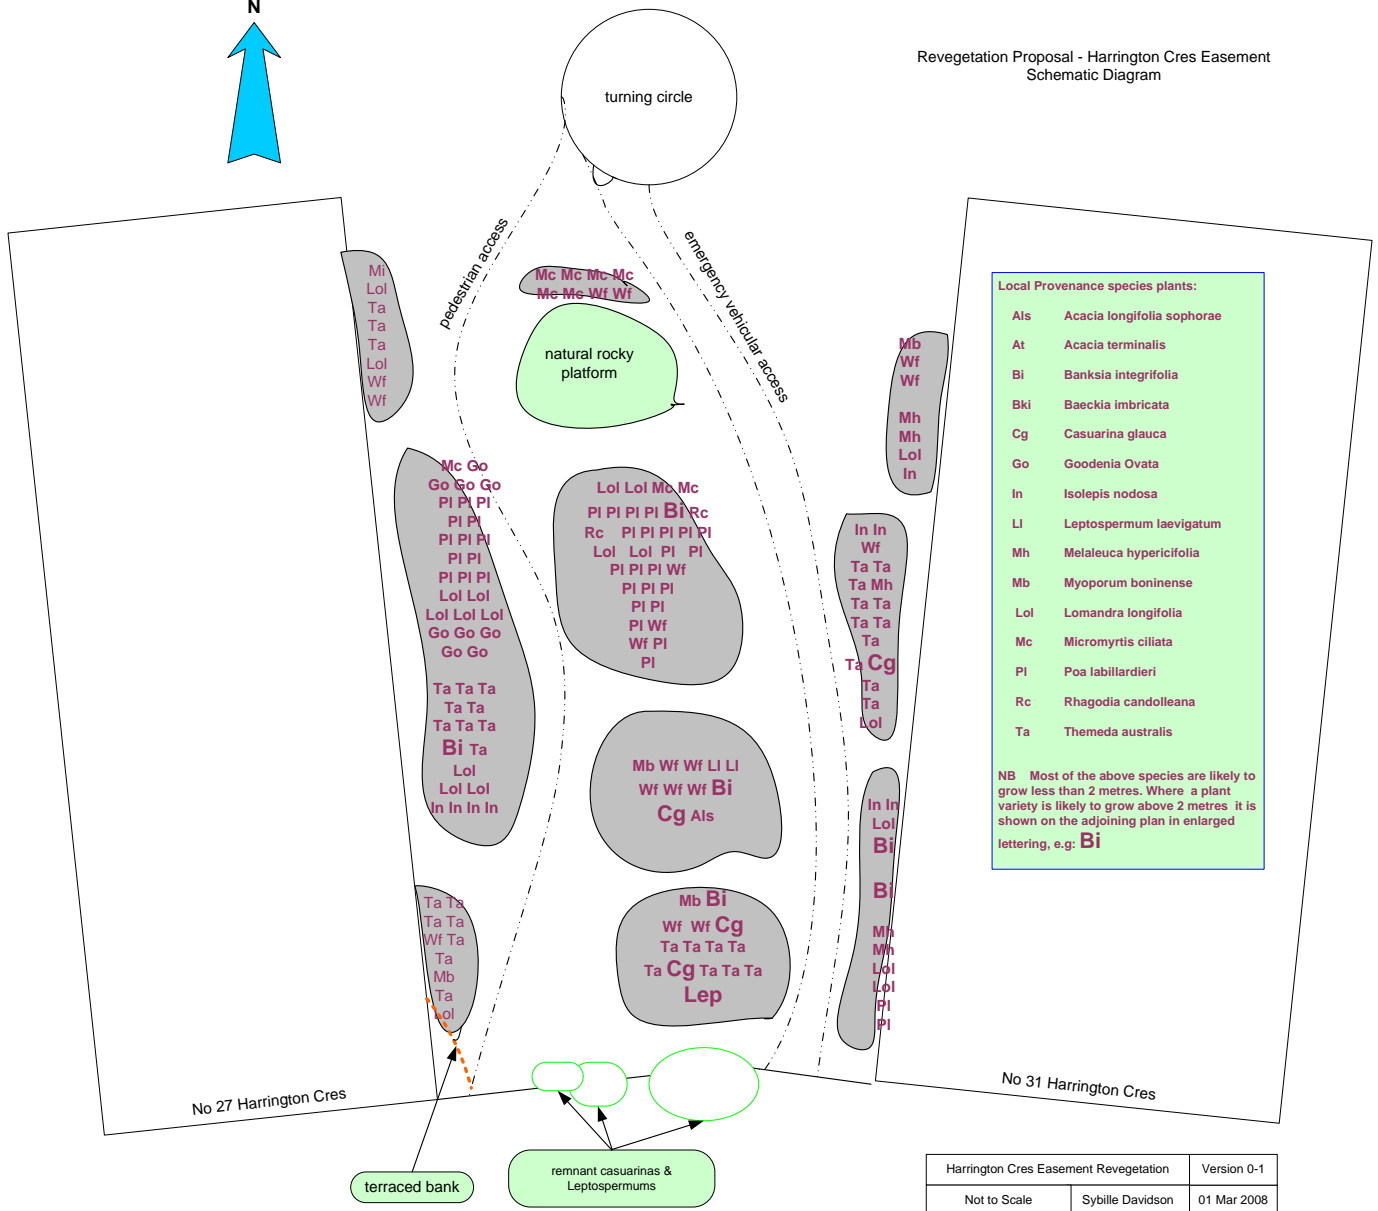 N
Revegetation Proposal - Harrington Cres Easement
Schematic Diagram
turning circle
pedestrian access
emergency vehicular access
Mi
Lol
Ta
Ta
Ta
Lol
Wf
Wf
Mc Mc Mc Mc
Mc Mc Wf Wf
natural rocky
platform
Mc Go
Go Go Go
Pl Pl Pl
Pl Pl
Pl Pl Pl
Pl Pl
Pl Pl Pl
Lol Lol
Lol Lol Lol
Go Go Go
Go Go
Ta Ta Ta
Ta Ta
Ta Ta Ta
Bi Ta
Lol
Lol Lol
In In In In
Lol Lol Mc Mc
Pl Pl Pl Pl Bi Rc
Rc Pl Pl Pl Pl Pl
Lol Lol Pl Pl
Pl Pl Pl Wf
Pl Pl Pl
Pl Pl
Pl Wf
Wf Pl
Pl
Mb Wf Wf Ll Ll
Wf Wf Wf Bi
Cg Als
Mb Bi
Wf Wf Cg
Ta Ta Ta Ta
Ta Cg Ta Ta Ta
Lep
Ta Ta
Ta Ta
Wf Ta
Ta
Mb
Ta
Lol
Mb
Wf
Wf
Mh
Mh
Lol
In
In In
Wf
Ta Ta
Ta Mh
Ta Ta
Ta Ta
Ta
Ta Cg
Ta
Ta
Lol
In In
Lol
Bi
Bi
Mh
Mh
Lol
Lol
Pl
Pl
Local Provenance species plants:
Als Acacia longifolia sophorae
At Acacia terminalis
Bi Banksia integrifolia
Bki Baeckia imbricata
Cg Casuarina glauca
Go Goodenia Ovata
In Isolepis nodosa
Ll Leptospermum laevigatum
Mh Melaleuca hypericifolia
Mb Myoporum boninense
Lol Lomandra longifolia
Mc Micromyrtis ciliata
Pl Poa labillardieri
Rc Rhagodia candolleana
Ta Themeda australis
NB Most of the above species are likely to
grow less than 2 metres. Where a plant
variety is likely to grow above 2 metres it is
shown on the adjoining plan in enlarged
lettering, e.g: Bi
No 27 Harrington Cres
No 31 Harrington Cres
terraced bank
remnant casuarinas &
Leptospermums
Harrington Cres Easement Revegetation Version 0-1
Not to Scale Sybille Davidson 01 Mar 2008